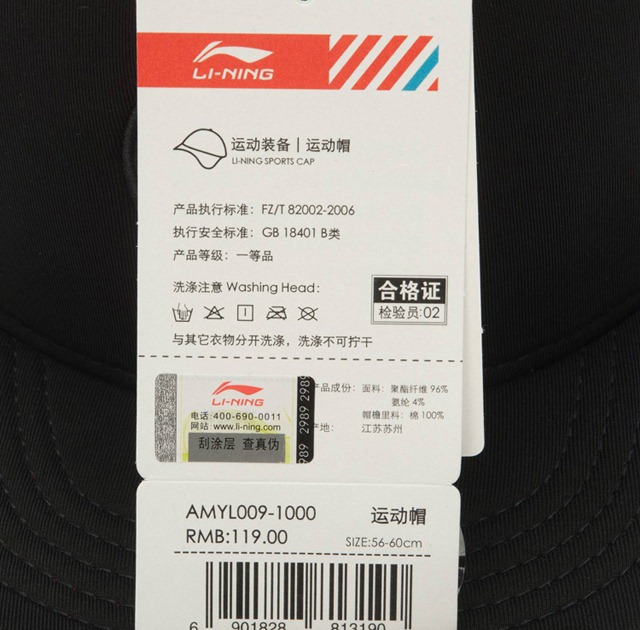 LI-NING
运动装备 | 运动帽
LI-NING SPORTS CAP
产品执行标准：FZ/T 82002-2006
执行安全标准：GB 18401 B类
产品等级：一等品
洗涤注意 Washing Head：
合格证
检验员:02
与其它衣物分开洗涤，洗涤不可拧干
LI-NING
电话:400-690-0011
网站:www.li-ning.com
刮涂层 查真伪
989 2989 2989
产品成份：面料：聚酯纤维 96%
氨纶 4%
帽檐里料：棉 100%
产地：江苏苏州
AMYL009-1000 运动帽
RMB:119.00 SIZE:56-60cm
6 901828 813190